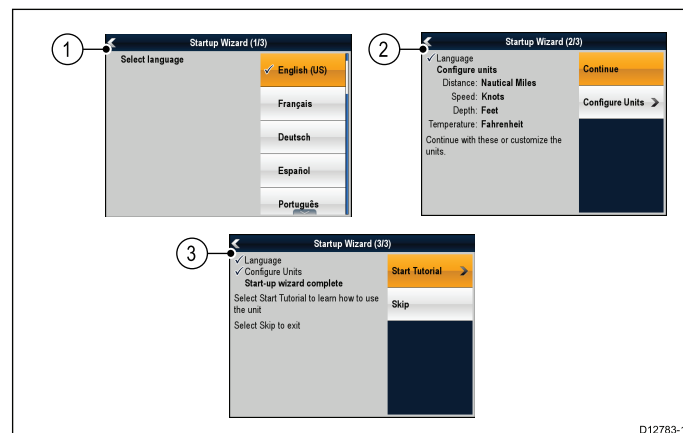 1
Startup Wizard (1/3)
Select language
✓ English (US)
Français
Deutsch
Español
Português
2
Startup Wizard (2/3)
✓ Language
Configure units
Distance: Nautical Miles
Speed: Knots
Depth: Feet
Temperature: Fahrenheit
Continue with these or customize the
units.
Continue
Configure Units
3
Startup Wizard (3/3)
✓ Language
✓ Configure Units
Start-up wizard complete
Select Start Tutorial to learn how to use
the unit
Select Skip to exit
Start Tutorial
Skip
D12783-1